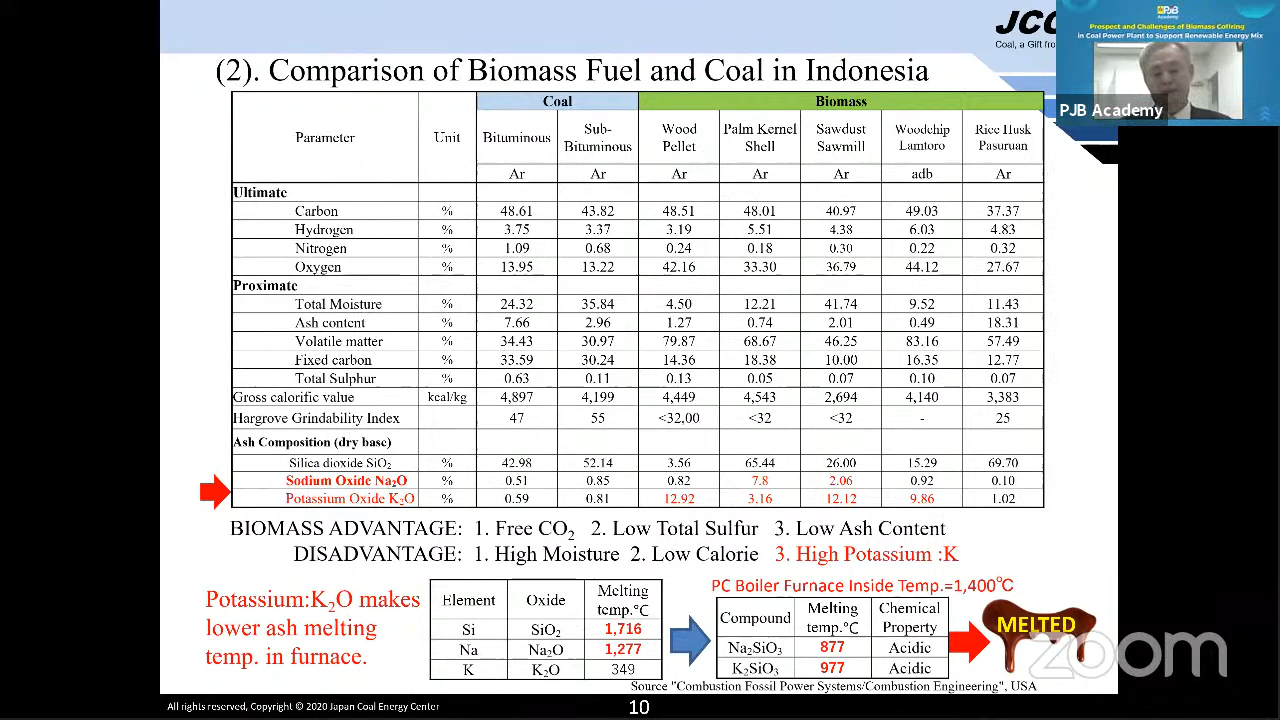 JCO
Coal, a Gift from
PJB
Academy
Prospect and Challenges of Biomass Cofiring
in Coal Power Plant to Support Renewable Energy Mix
PJB Academy
(2). Comparison of Biomass Fuel and Coal in Indonesia
Parameter Unit Coal Biomass
Bituminous Sub-Bituminous Wood Pellet Palm Kernel Shell Sawdust Sawmill Woodchip Lamtoro Rice Husk Pasuruan
Ar Ar Ar Ar Ar adb Ar
Ultimate
Carbon % 48.61 43.82 48.51 48.01 40.97 49.03 37.37
Hydrogen % 3.75 3.37 3.19 5.51 4.38 6.03 4.83
Nitrogen % 1.09 0.68 0.24 0.18 0.30 0.22 0.32
Oxygen % 13.95 13.22 42.16 33.30 36.79 44.12 27.67
Proximate
Total Moisture % 24.32 35.84 4.50 12.21 41.74 9.52 11.43
Ash content % 7.66 2.96 1.27 0.74 2.01 0.49 18.31
Volatile matter % 34.43 30.97 79.87 68.67 46.25 83.16 57.49
Fixed carbon % 33.59 30.24 14.36 18.38 10.00 16.35 12.77
Total Sulphur % 0.63 0.11 0.13 0.05 0.07 0.10 0.07
Gross calorific value kcal/kg 4,897 4,199 4,449 4,543 2,694 4,140 3,383
Hargrove Grindability Index 47 55 <32,00 <32 <32 - 25
Ash Composition (dry base)
Silica dioxide SiO₂ % 42.98 52.14 3.56 65.44 26.00 15.29 69.70
Sodium Oxide Na₂O % 0.51 0.85 0.82 7.8 2.06 0.92 0.10
Potassium Oxide K₂O % 0.59 0.81 12.92 3.16 12.12 9.86 1.02
BIOMASS ADVANTAGE: 1. Free CO₂ 2. Low Total Sulfur 3. Low Ash Content
DISADVANTAGE: 1. High Moisture 2. Low Calorie 3. High Potassium :K
Potassium:K₂O makes
lower ash melting
temp. in furnace.
Element Oxide Melting temp.℃
Si SiO₂ 1,716
Na Na₂O 1,277
K K₂O 349
PC Boiler Furnace Inside Temp.=1,400℃
Compound Melting temp.℃ Chemical Property
Na₂SiO₃ 877 Acidic
K₂SiO₃ 977 Acidic
MELTED
zoom
Source "Combustion Fossil Power Systems/Combustion Engineering", USA
All rights reserved, Copyright © 2020 Japan Coal Energy Center
10